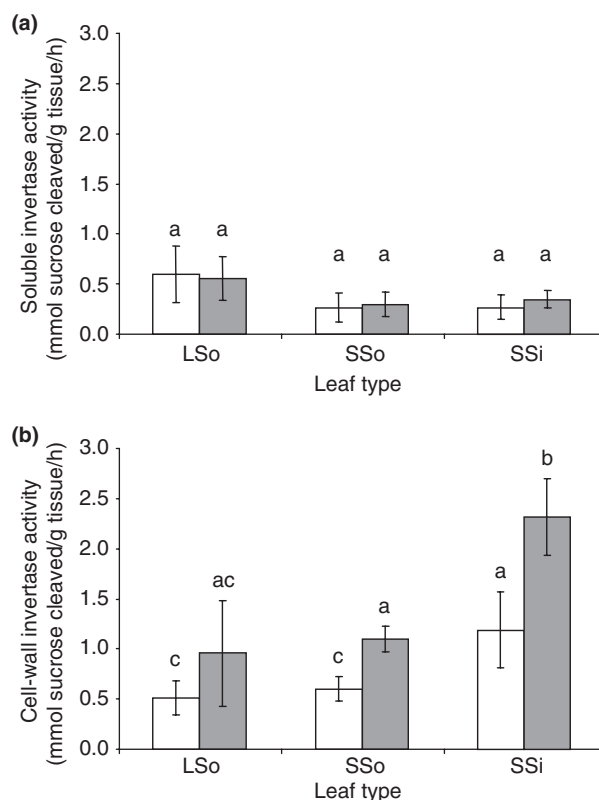 (a)
Soluble invertase activity
(mmol sucrose cleaved/g tissue/h)
3.0
2.5
2.0
1.5
1.0
0.5
0.0
a a a a a a
LSo SSo SSi
Leaf type
(b)
Cell-wall invertase activity
(mmol sucrose cleaved/g tissue/h)
3.0
2.5
2.0
1.5
1.0
0.5
0.0
c ac c a a b
LSo SSo SSi
Leaf type